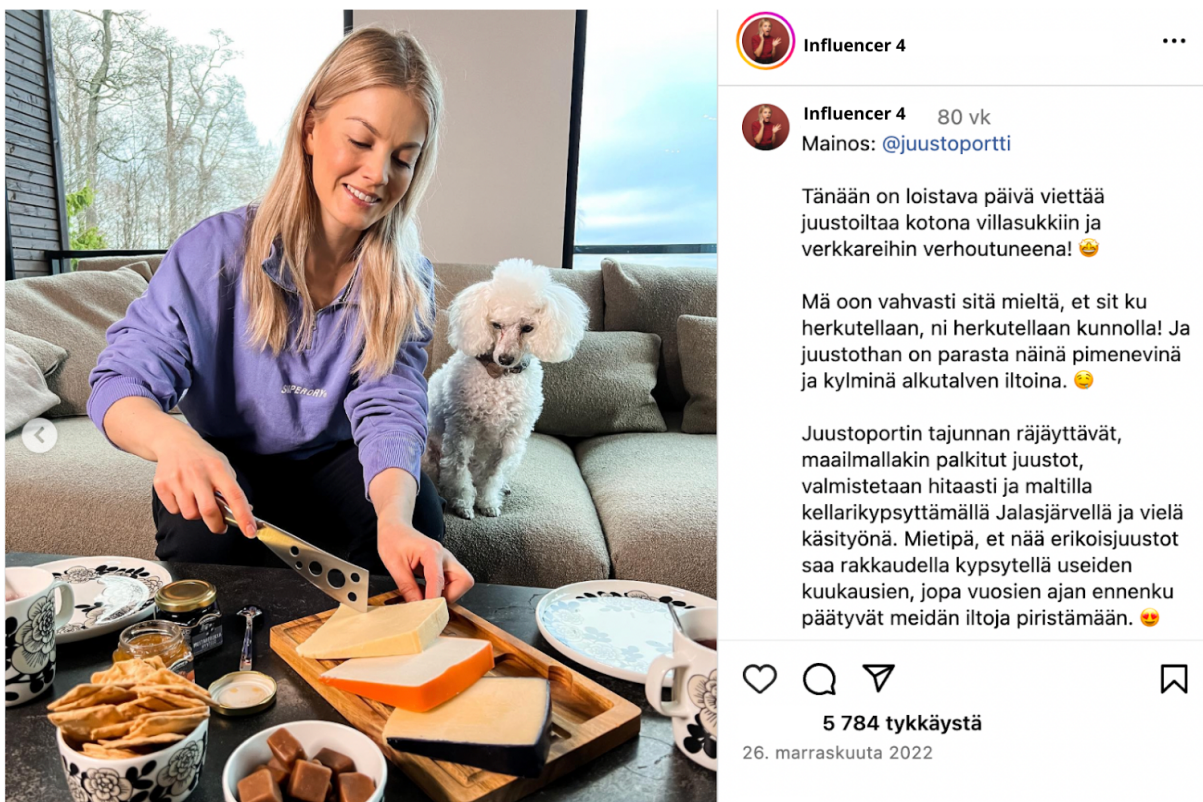 Influencer 4
Influencer 4 80 vk
Mainos: @juustoportti
Tänään on loistava päivä viettää
juustoiltaa kotona villasukkiin ja
verkkareihin verhoutuneena! 🤩
Mä oon vahvasti sitä mieltä, et sit ku
herkutellaan, ni herkutellaan kunnolla! Ja
juustothan on parasta näinä pimenevinä
ja kylminä alkutalven iltoina. 🤤
Juustoportin tajunnan räjäyttävät,
maailmallakin palkitut juustot,
valmistetaan hitaasti ja maltilla
kellarikypsyttämällä Jalasjärvellä ja vielä
käsityönä. Mietipä, et nää erikoisjuustot
saa rakkaudella kypsytellä useiden
kuukausien, jopa vuosien ajan ennenku
päätyvät meidän iltoja piristämään. 😍
5 784 tykkäystä
26. marraskuuta 2022
SUPERDRY